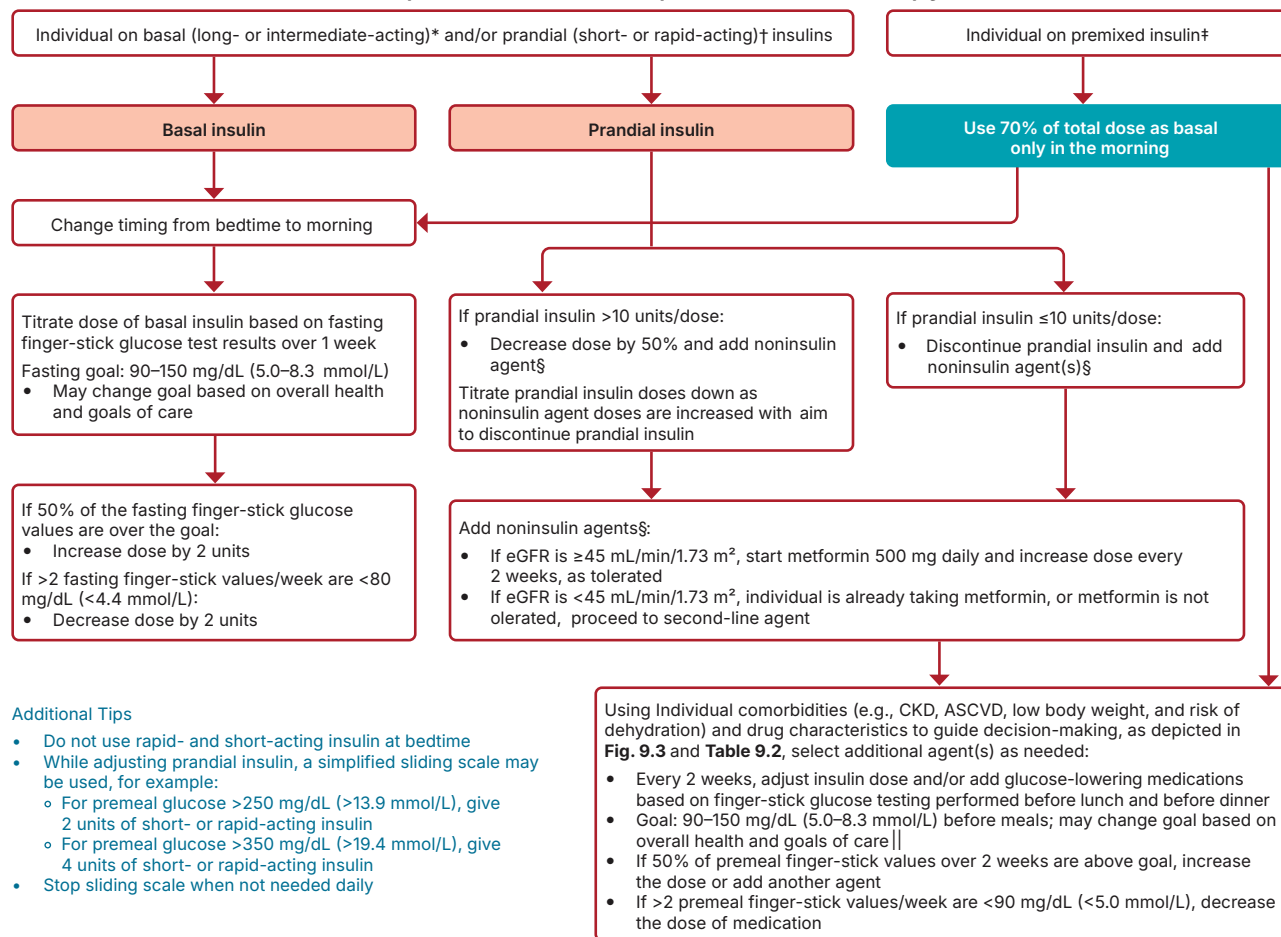 Individual on basal (long- or intermediate-acting)* and/or prandial (short- or rapid-acting)† insulins
Individual on premixed insulin‡
Basal insulin
Prandial insulin
Use 70% of total dose as basal
only in the morning
Change timing from bedtime to morning
Titrate dose of basal insulin based on fasting
finger-stick glucose test results over 1 week
Fasting goal: 90–150 mg/dL (5.0–8.3 mmol/L)
• May change goal based on overall health
and goals of care
If prandial insulin >10 units/dose:
• Decrease dose by 50% and add noninsulin
agent§
Titrate prandial insulin doses down as
noninsulin agent doses are increased with aim
to discontinue prandial insulin
If prandial insulin ≤10 units/dose:
• Discontinue prandial insulin and add
noninsulin agent(s)§
If 50% of the fasting finger-stick glucose
values are over the goal:
• Increase dose by 2 units
If >2 fasting finger-stick values/week are <80
mg/dL (<4.4 mmol/L):
• Decrease dose by 2 units
Add noninsulin agents§:
• If eGFR is ≥45 mL/min/1.73 m², start metformin 500 mg daily and increase dose every
2 weeks, as tolerated
• If eGFR is <45 mL/min/1.73 m², individual is already taking metformin, or metformin is not
olerated, proceed to second-line agent
Additional Tips
• Do not use rapid- and short-acting insulin at bedtime
• While adjusting prandial insulin, a simplified sliding scale may
be used, for example:
◦ For premeal glucose >250 mg/dL (>13.9 mmol/L), give
2 units of short- or rapid-acting insulin
◦ For premeal glucose >350 mg/dL (>19.4 mmol/L), give
4 units of short- or rapid-acting insulin
• Stop sliding scale when not needed daily
Using Individual comorbidities (e.g., CKD, ASCVD, low body weight, and risk of
dehydration) and drug characteristics to guide decision-making, as depicted in
Fig. 9.3 and Table 9.2, select additional agent(s) as needed:
• Every 2 weeks, adjust insulin dose and/or add glucose-lowering medications
based on finger-stick glucose testing performed before lunch and before dinner
• Goal: 90–150 mg/dL (5.0–8.3 mmol/L) before meals; may change goal based on
overall health and goals of care||
• If 50% of premeal finger-stick values over 2 weeks are above goal, increase
the dose or add another agent
• If >2 premeal finger-stick values/week are <90 mg/dL (<5.0 mmol/L), decrease
the dose of medication